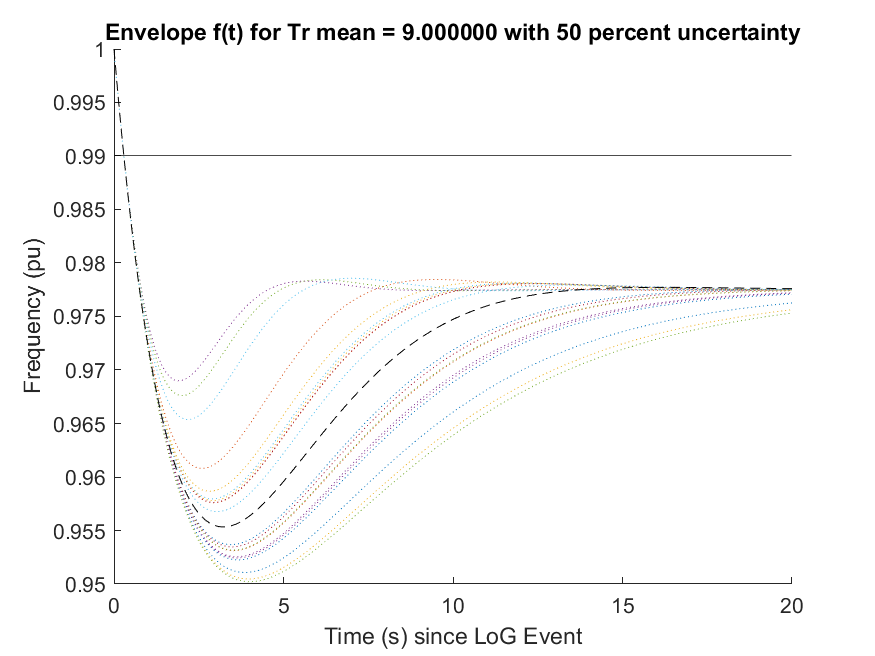 Envelope f(t) for Tr mean = 9.000000 with 50 percent uncertainty
1
0.995
0.99
0.985
0.98
0.975
0.97
0.965
0.96
0.955
0.95
Frequency (pu)
0 5 10 15 20
Time (s) since LoG Event